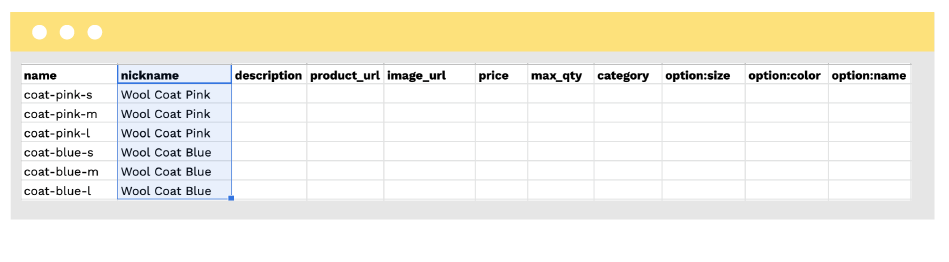 name nickname description product_url image_url price max_qty category option:size option:color option:name
coat-pink-s Wool Coat Pink
coat-pink-m Wool Coat Pink
coat-pink-l Wool Coat Pink
coat-blue-s Wool Coat Blue
coat-blue-m Wool Coat Blue
coat-blue-l Wool Coat Blue